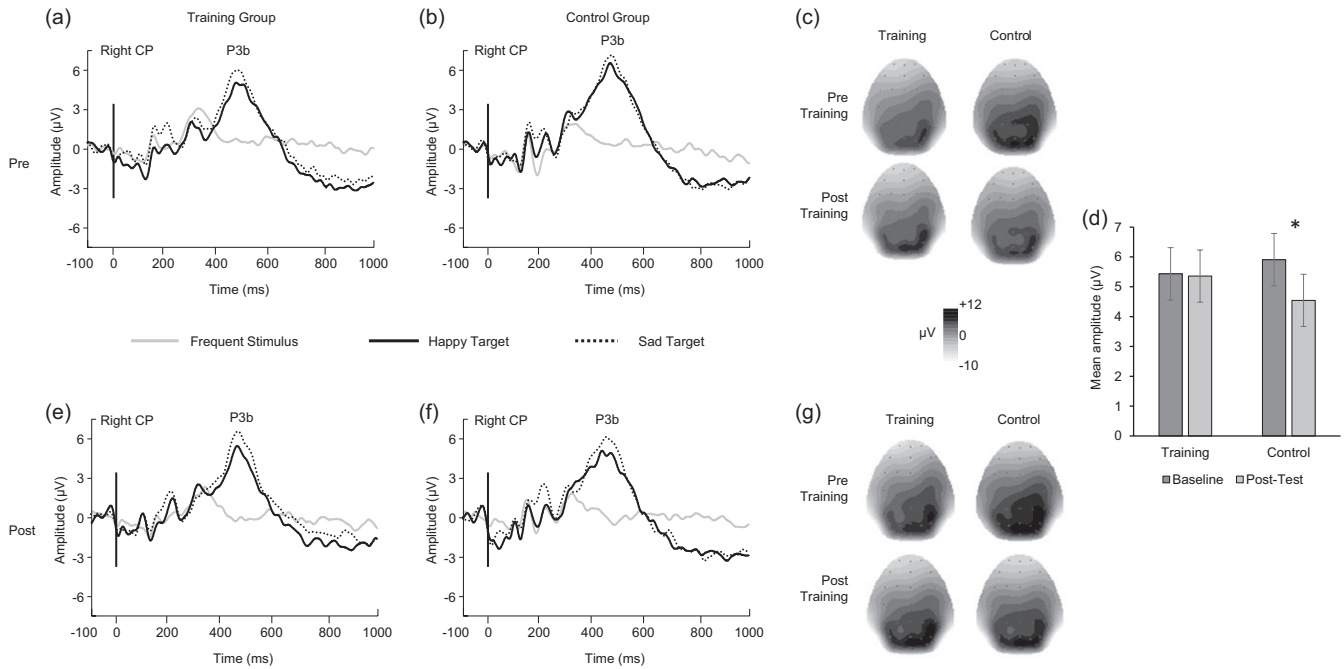 (a)
Training Group
Right CP
P3b
6
3
0
-3
-6
Amplitude (µV)
-100 0 200 400 600 800 1000
Time (ms)
Pre
(b)
Control Group
Right CP
P3b
6
3
0
-3
-6
Amplitude (µV)
-100 0 200 400 600 800 1000
Time (ms)
(c)
Training Control
Pre
Training
Post
Training
+12
µV 0
-10
(d)
7
6
5
4
3
2
1
0
Mean amplitude (µV)
*
Training Control
Baseline Post-Test
Frequent Stimulus Happy Target Sad Target
(e)
Right CP
P3b
6
3
0
-3
-6
Amplitude (µV)
-100 0 200 400 600 800 1000
Time (ms)
Post
(f)
Right CP
P3b
6
3
0
-3
-6
Amplitude (µV)
-100 0 200 400 600 800 1000
Time (ms)
(g)
Training Control
Pre
Training
Post
Training